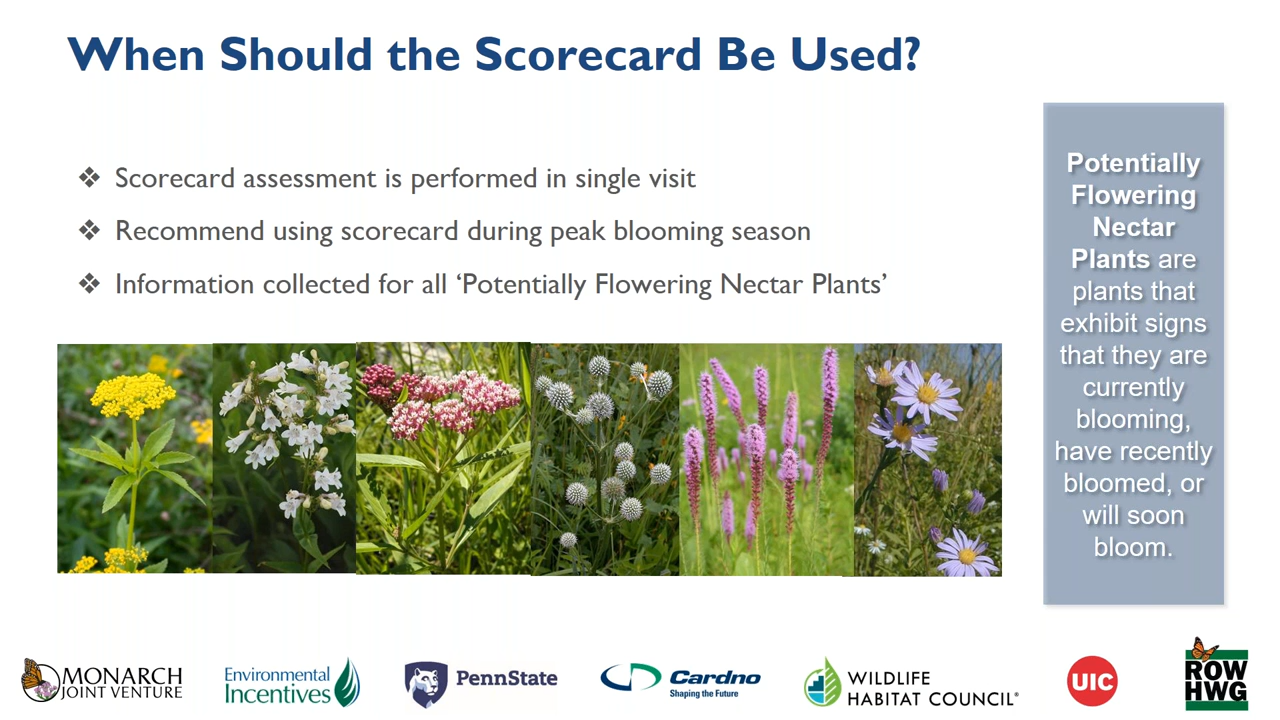 When Should the Scorecard Be Used?
❖ Scorecard assessment is performed in single visit
❖ Recommend using scorecard during peak blooming season
❖ Information collected for all ‘Potentially Flowering Nectar Plants’
Potentially
Flowering
Nectar
Plants are
plants that
exhibit signs
that they are
currently
blooming,
have recently
bloomed, or
will soon
bloom.
MONARCH
JOINT VENTURE
Environmental
Incentives
PennState
Cardno
Shaping the Future
WILDLIFE
HABITAT COUNCIL®
UIC
ROW
HWG